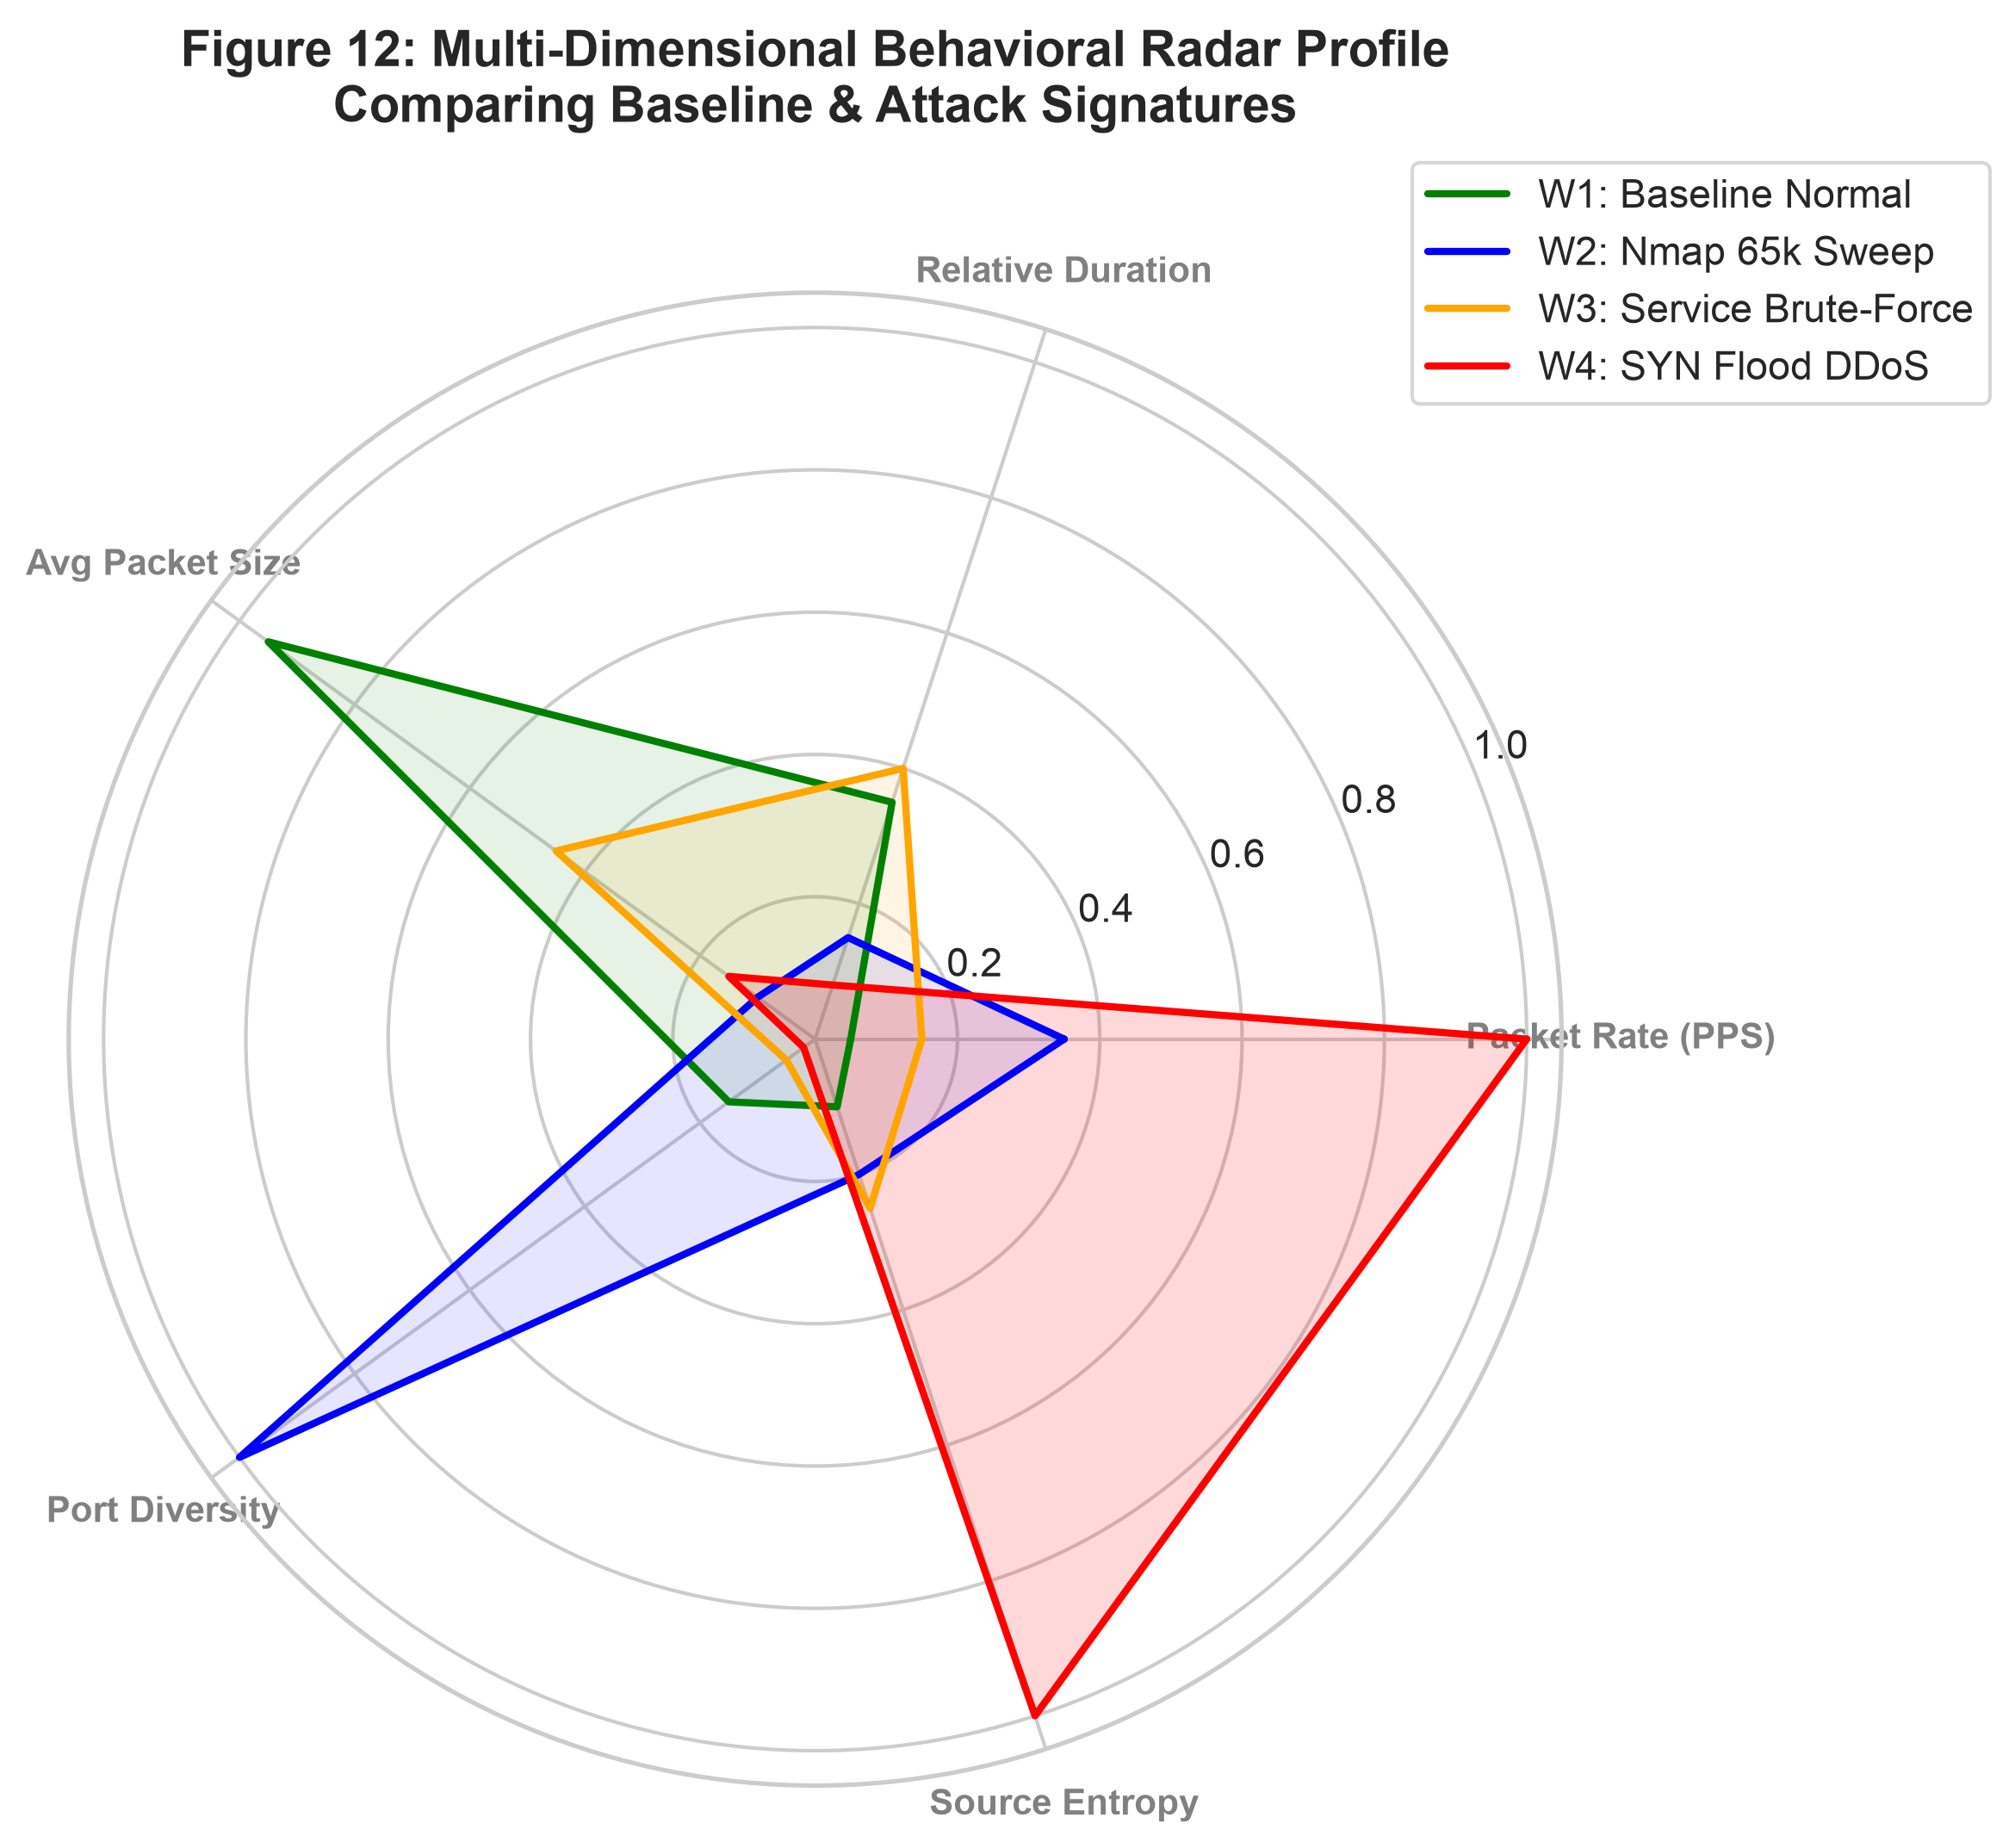 Figure 12: Multi-Dimensional Behavioral Radar Profile
Comparing Baseline & Attack Signatures
W1: Baseline Normal
W2: Nmap 65k Sweep
W3: Service Brute-Force
W4: SYN Flood DDoS
Relative Duration
Avg Packet Size
1.0
0.8
0.6
0.4
0.2
Packet Rate (PPS)
Port Diversity
Source Entropy